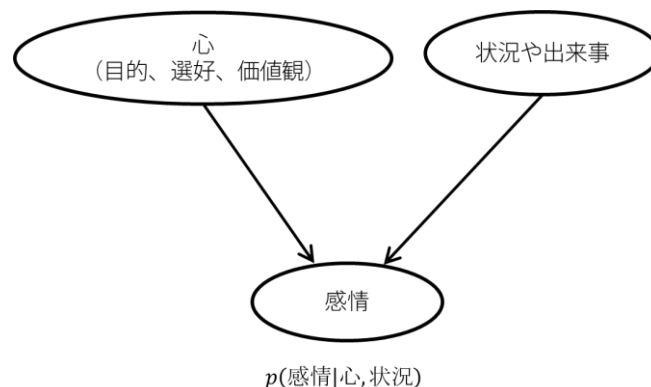 心
（目的、選好、価値観）
状況や出来事
感情
p(感情|心,状況)